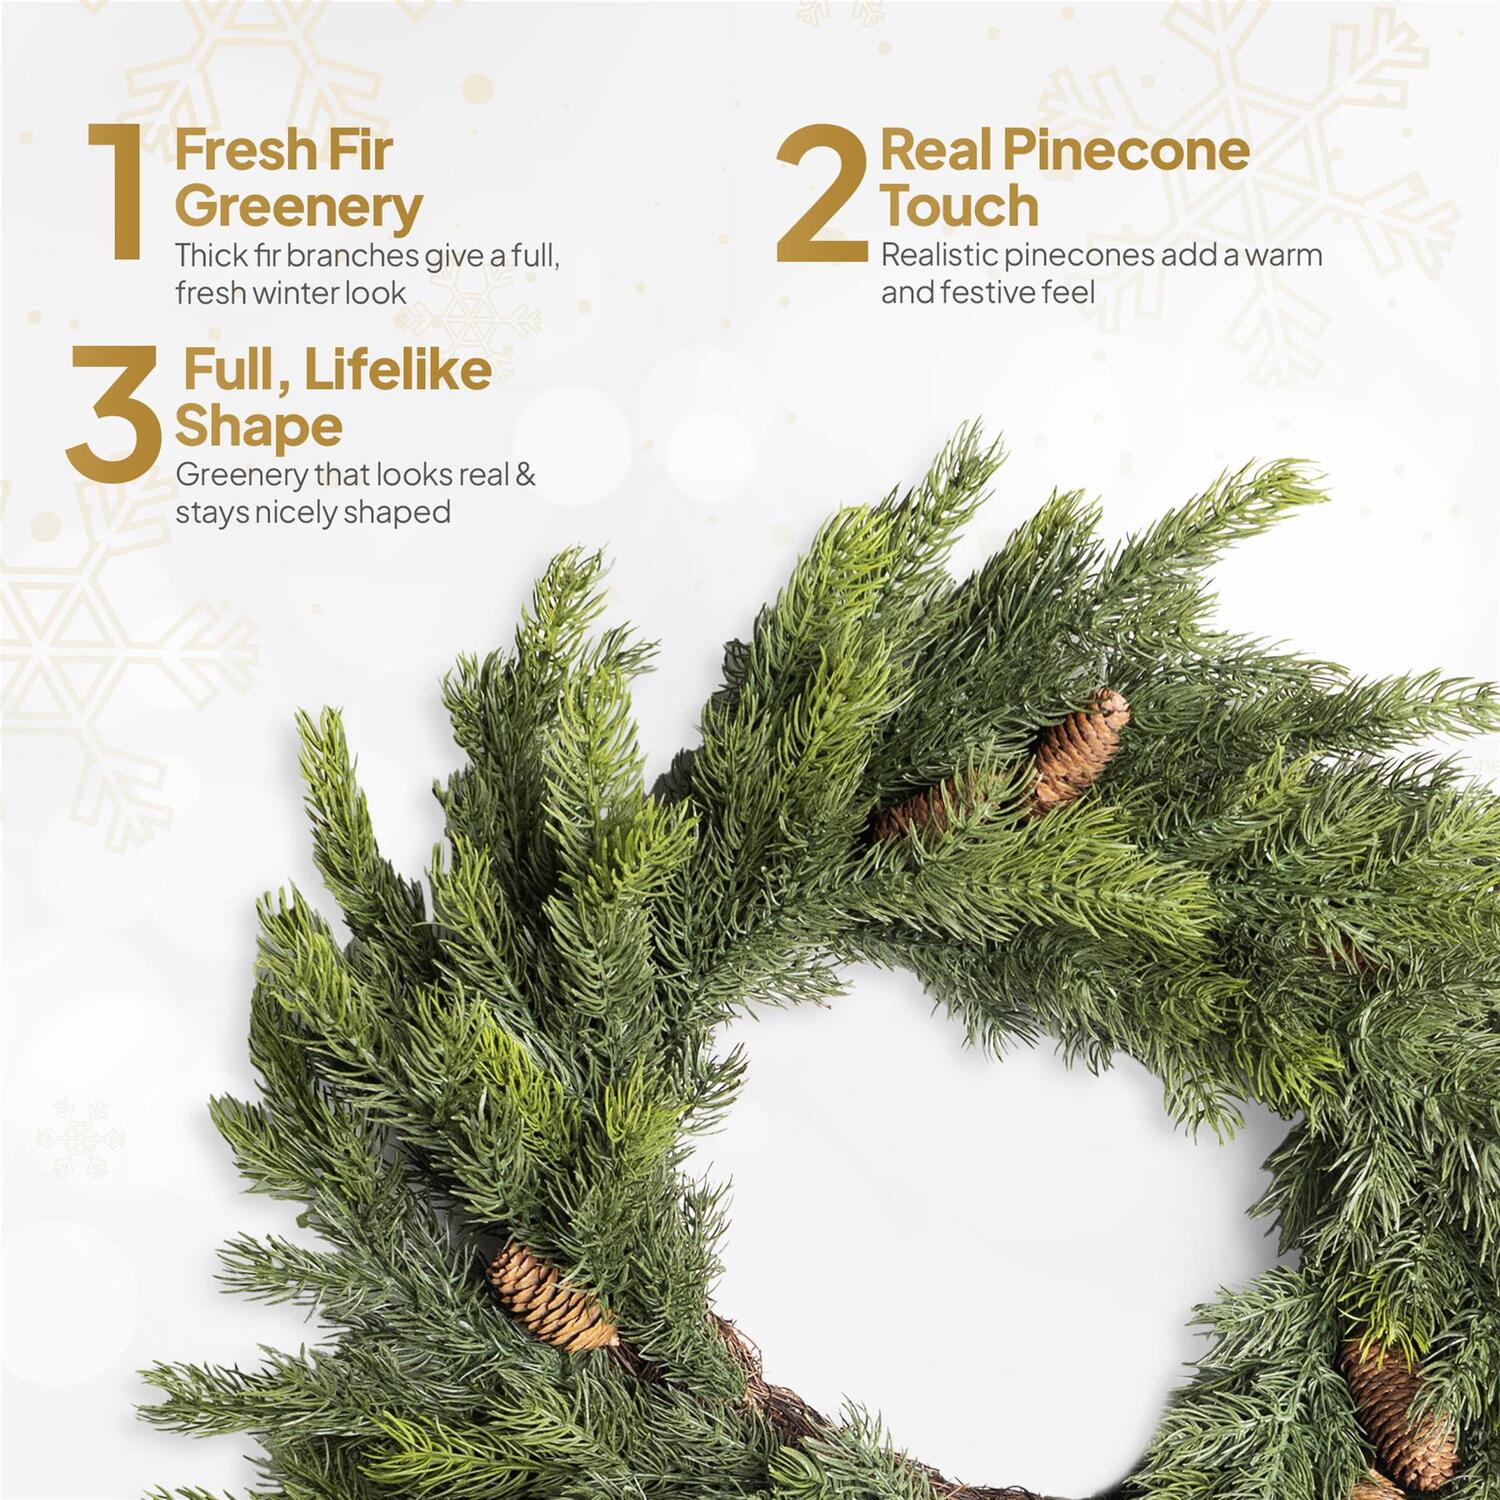 1
Fresh Fir
Greenery
Thick fir branches give a full,
fresh winter look
2
Real Pinecone
Touch
Realistic pinecones add a warm
and festive feel
3
Full, Lifelike
Shape
Greenery that looks real &
stays nicely shaped